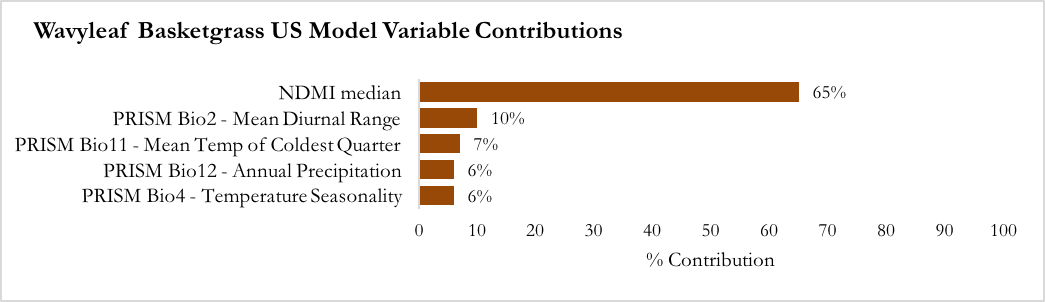 Wavyleaf Basketgrass US Model Variable Contributions
NDMI median 65%
PRISM Bio2 - Mean Diurnal Range 10%
PRISM Bio11 - Mean Temp of Coldest Quarter 7%
PRISM Bio12 - Annual Precipitation 6%
PRISM Bio4 - Temperature Seasonality 6%
0 10 20 30 40 50 60 70 80 90 100
% Contribution